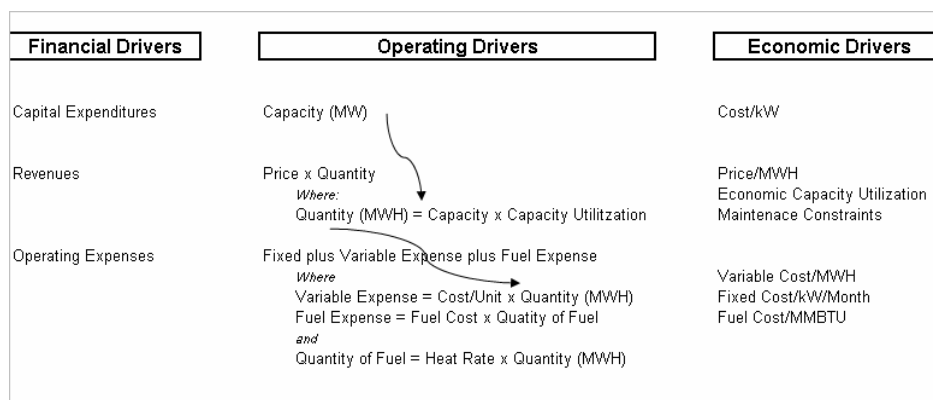 Financial Drivers
Operating Drivers
Economic Drivers
Capital Expenditures
Capacity (MW)
Cost/kW
Revenues
Price x Quantity
Price/MWH
Where:
Economic Capacity Utilization
Quantity (MWH) = Capacity x Capacity Utilitzation
Maintenace Constraints
Operating Expenses
Fixed plus Variable Expense plus Fuel Expense
Where
Variable Cost/MWH
Variable Expense = Cost/Unit x Quantity (MWH)
Fixed Cost/kW/Month
Fuel Expense = Fuel Cost x Quatity of Fuel
Fuel Cost/MMBTU
and
Quantity of Fuel = Heat Rate x Quantity (MWH)